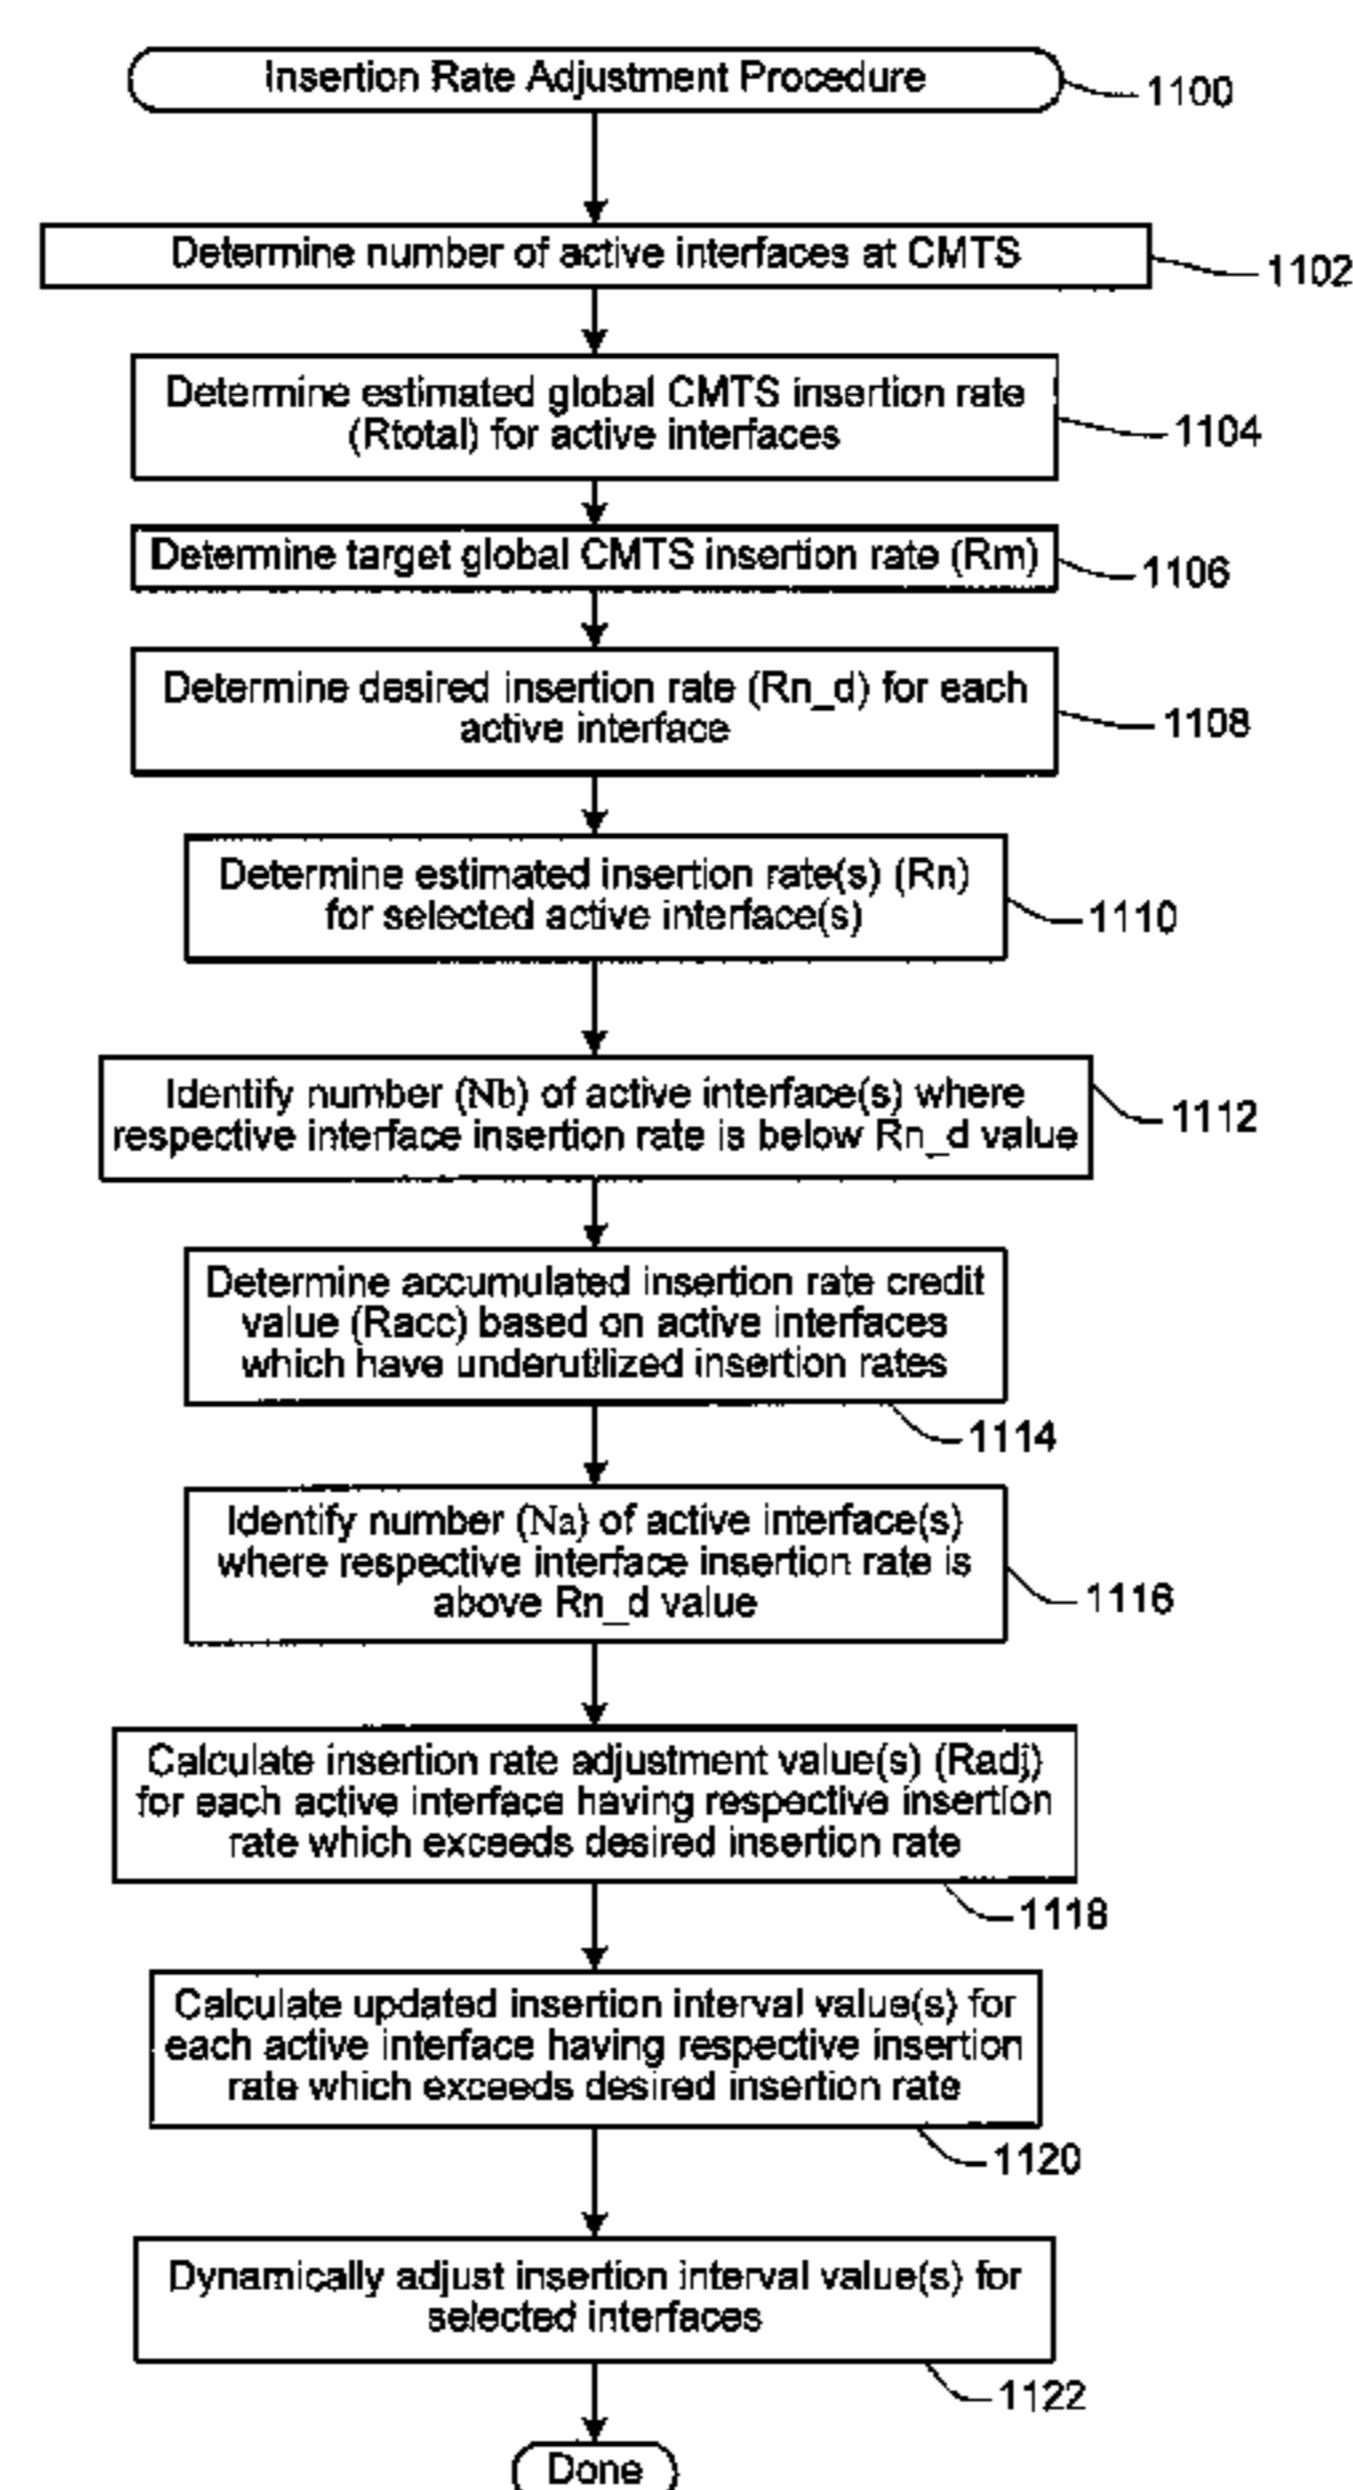 Insertion Rate Adjustment Procedure
1100
Determine number of active interfaces at CMTS
1102
Determine estimated global CMTS insertion rate
(Rtotal) for active interfaces
1104
Determine target global CMTS insertion rate (Rm)
1106
Determine desired insertion rate (Rn_d) for each
active interface
1108
Determine estimated insertion rate(s) (Rn)
for selected active interface(s)
1110
Identify number (Nb) of active interface(s) where
respective interface insertion rate is below Rn_d value
1112
Determine accumulated insertion rate credit
value (Racc) based on active interfaces
which have underutilized insertion rates
1114
Identify number (Na) of active interface(s)
where respective interface insertion rate is
above Rn_d value
1116
Calculate insertion rate adjustment value(s) (Radj)
for each active interface having respective insertion
rate which exceeds desired insertion rate
1118
Calculate updated insertion interval value(s) for
each active interface having respective insertion
rate which exceeds desired insertion rate
1120
Dynamically adjust insertion interval value(s) for
selected interfaces
1122
Done